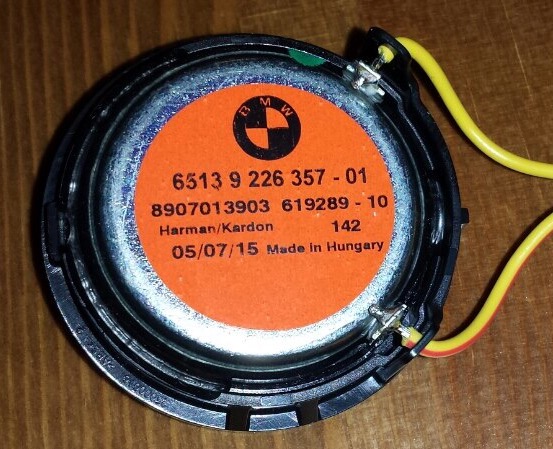 BMW
6513 9 226 357 - 01
8907013903 619289 - 10
Harman/Kardon 142
05/07/15 Made in Hungary